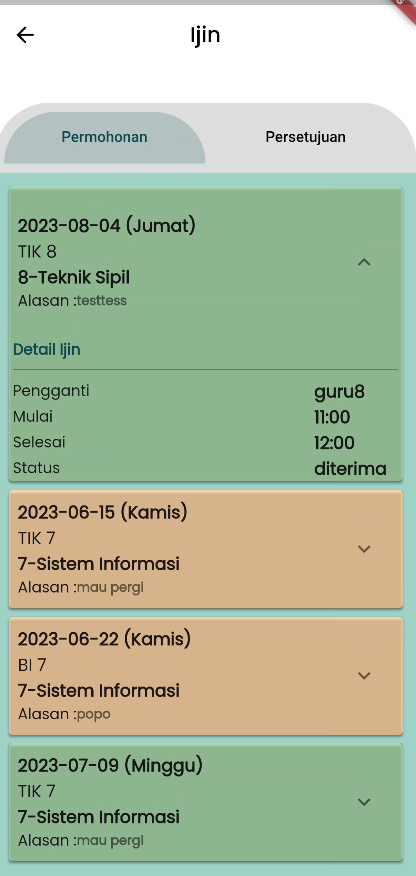 Ijin
Permohonan Persetujuan
2023-08-04 (Jumat)
TIK 8
8-Teknik Sipil
Alasan :testtess
Detail Ijin
Pengganti guru8
Mulai 11:00
Selesai 12:00
Status diterima
2023-06-15 (Kamis)
TIK 7
7-Sistem Informasi
Alasan :mau pergi
2023-06-22 (Kamis)
BI 7
7-Sistem Informasi
Alasan :popo
2023-07-09 (Minggu)
TIK 7
7-Sistem Informasi
Alasan :mau pergi